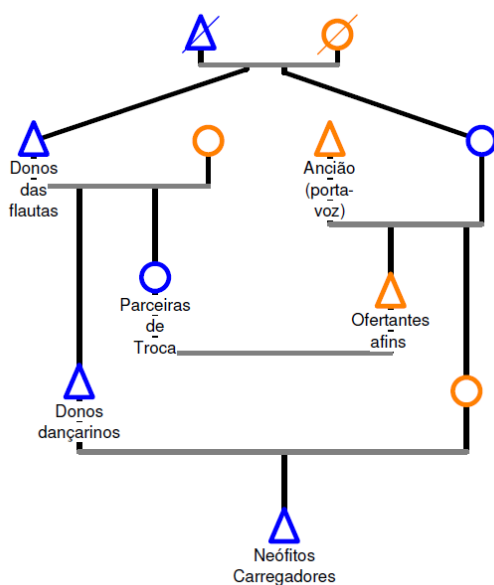 Donos
das
flautas
Ancião
(porta-
voz)
Parceiras
de
Troca
Ofertantes
afins
Donos
dançarinos
Neófitos
Carregadores